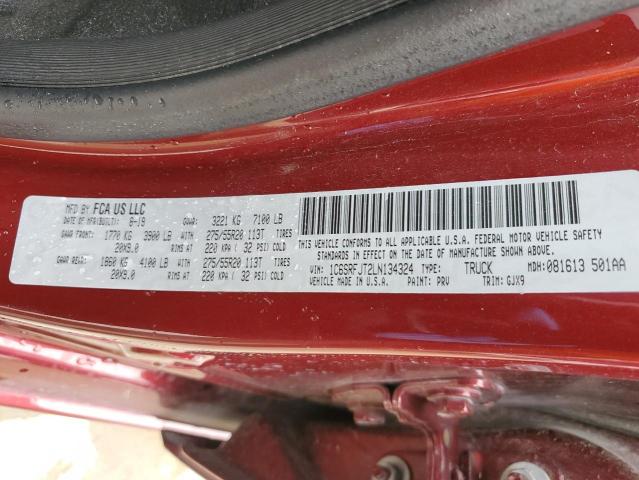 MFD BY FCA US LLC
DATE OF MFR(BUILT): 8-19 GVWR: 3221 KG 7100 LB
GAWR FRONT: 1770 KG 3900 LB WITH 275/55R20 113T TIRES
20X9.0 RIMS AT 220 KPA ( 32 PSI) COLD
GAWR REAR: 1860 KG 4100 LB WITH 275/55R20 113T TIRES
20X9.0 RIMS AT 220 KPA ( 32 PSI) COLD
THIS VEHICLE CONFORMS TO ALL APPLICABLE U.S.A. FEDERAL MOTOR VEHICLE SAFETY
STANDARDS IN EFFECT ON THE DATE OF MANUFACTURE SHOWN ABOVE.
VIN: 1C6SRFJT2LN134324 TYPE: TRUCK MDH: 081613 501AA
VEHICLE MADE IN U.S.A. PAINT: PRV TRIM: GJX9